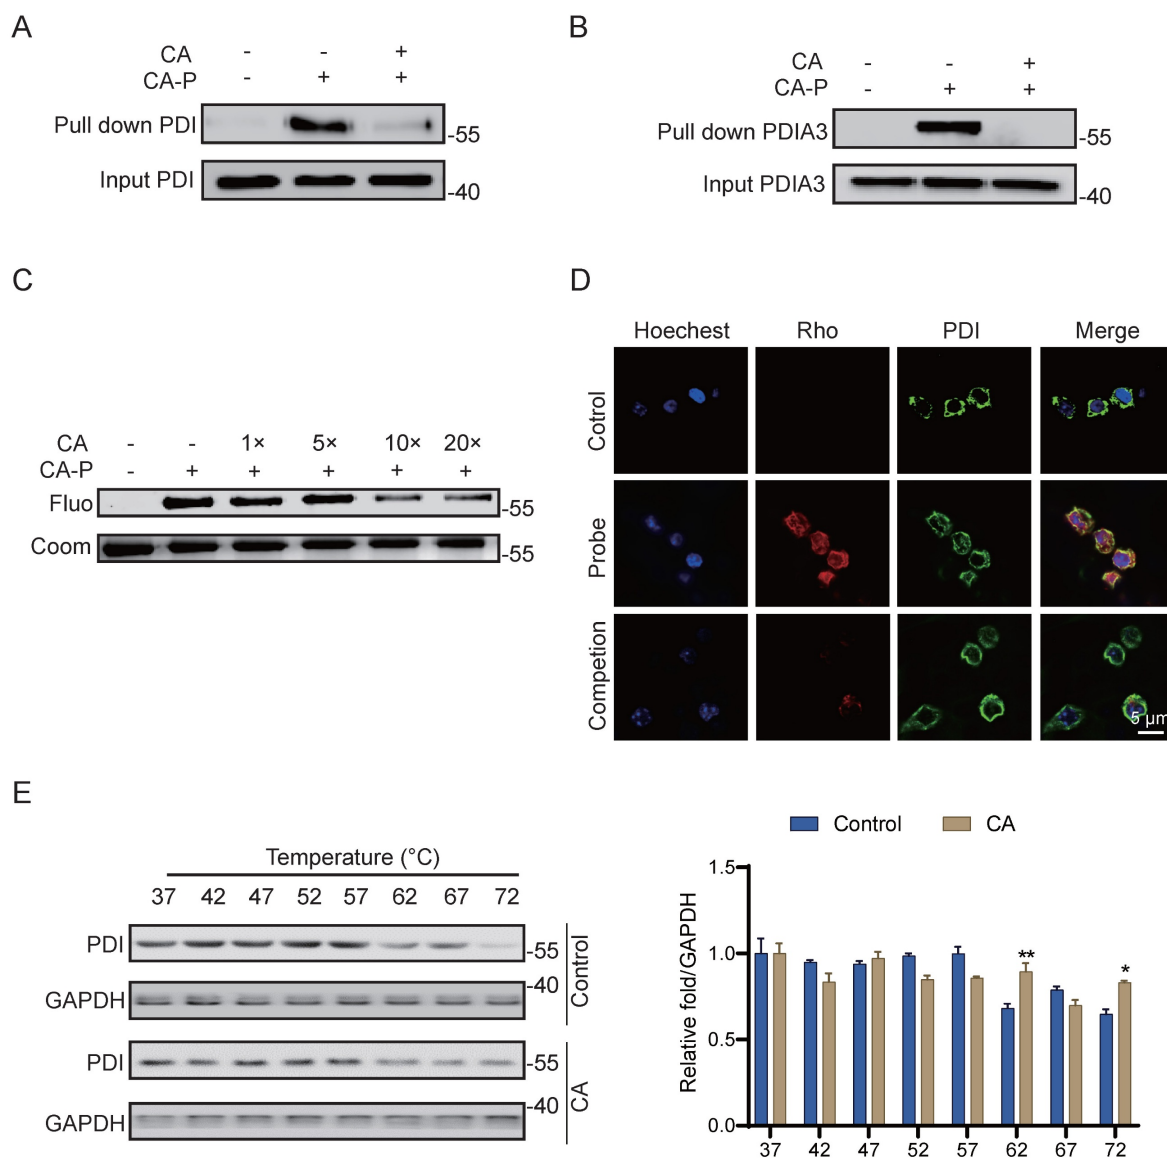 A
CA - - +
CA-P - + +
Pull down PDI -55
Input PDI -40
B
CA - - +
CA-P - + +
Pull down PDIA3 -55
Input PDIA3 -40
C
CA - - 1× 5× 10× 20×
CA-P - + + + + +
Fluo -55
Coom -55
D
Hoechest Rho PDI Merge
Cotrol
Probe
Competion
5 μm
E
Temperature (°C)
37 42 47 52 57 62 67 72
PDI -55
GAPDH -40
Control
PDI -55
GAPDH -40
CA
Control CA
Relative fold/GAPDH
1.5
1.0
0.5
0.0
** *
37 42 47 52 57 62 67 72